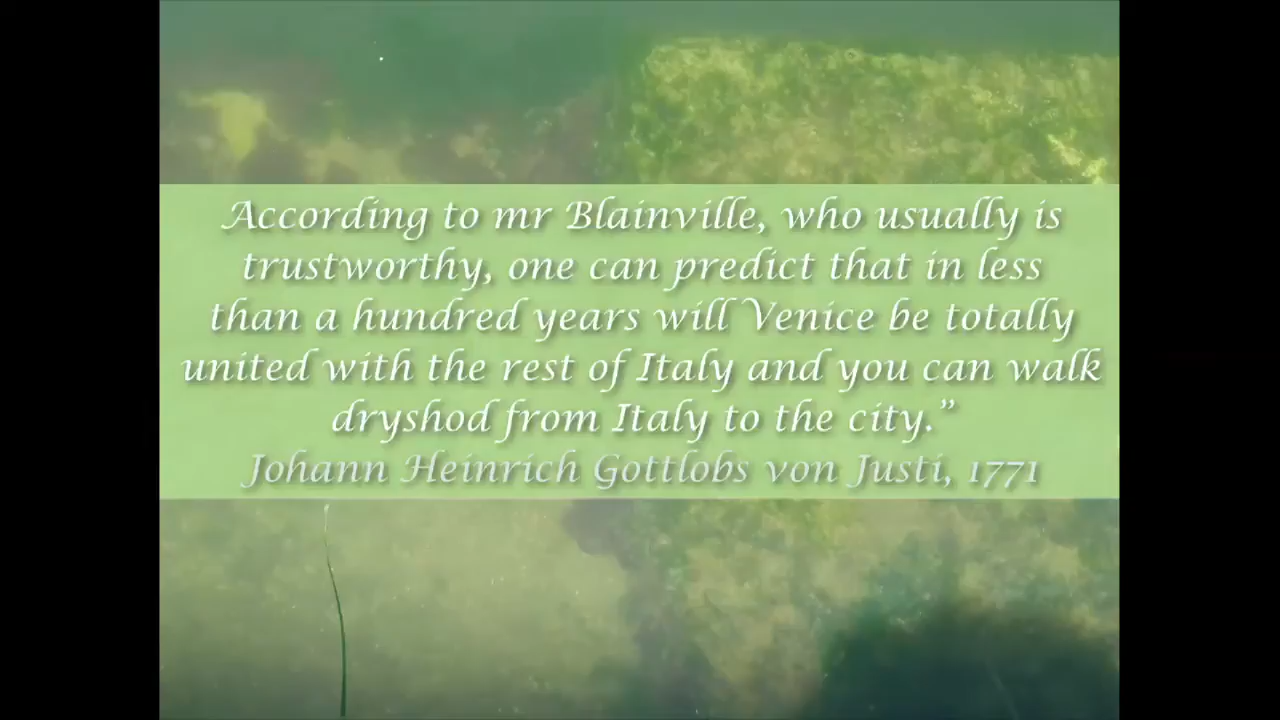 According to mr Blainville, who usually is
trustworthy, one can predict that in less
than a hundred years will Venice be totally
united with the rest of Italy and you can walk
dryshod from Italy to the city.”
Johann Heinrich Gottlobs von Justi, 1771